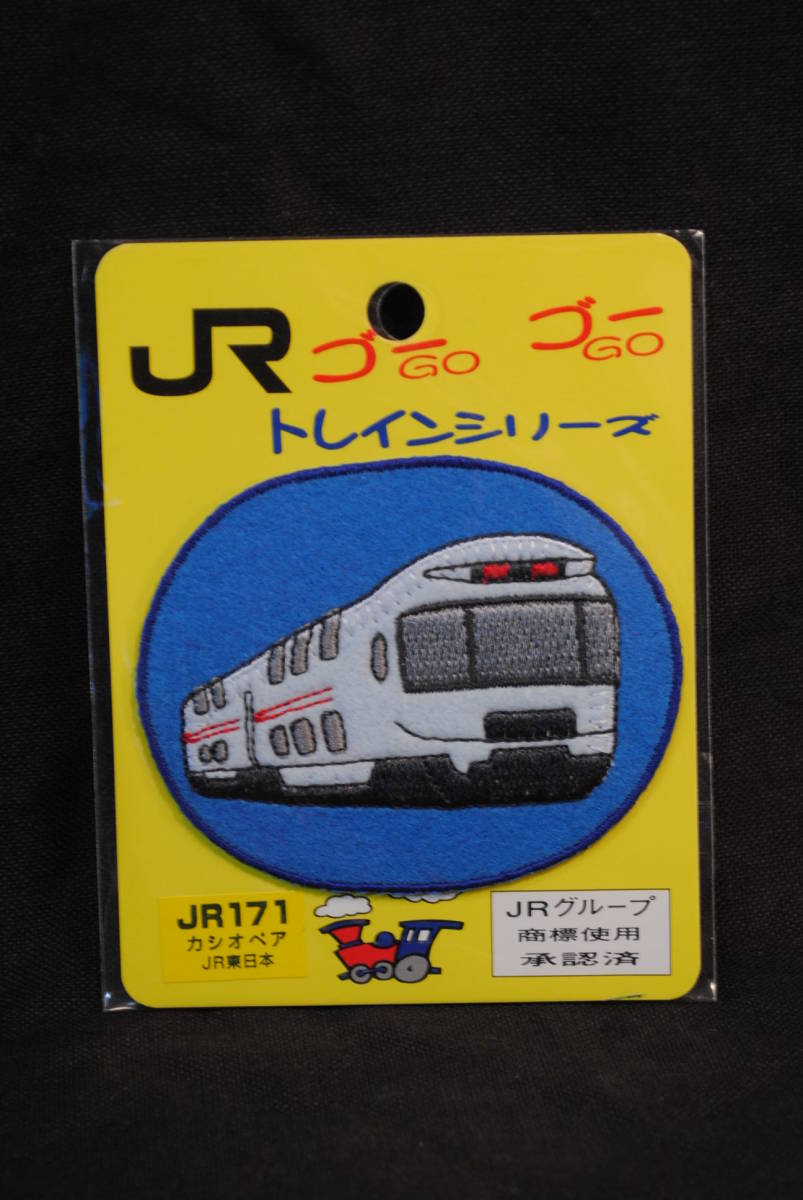 JR ゴーGO ゴーGO
トレインシリーズ
JR171
カシオペア
JR東日本
JRグループ
商標使用
承認済